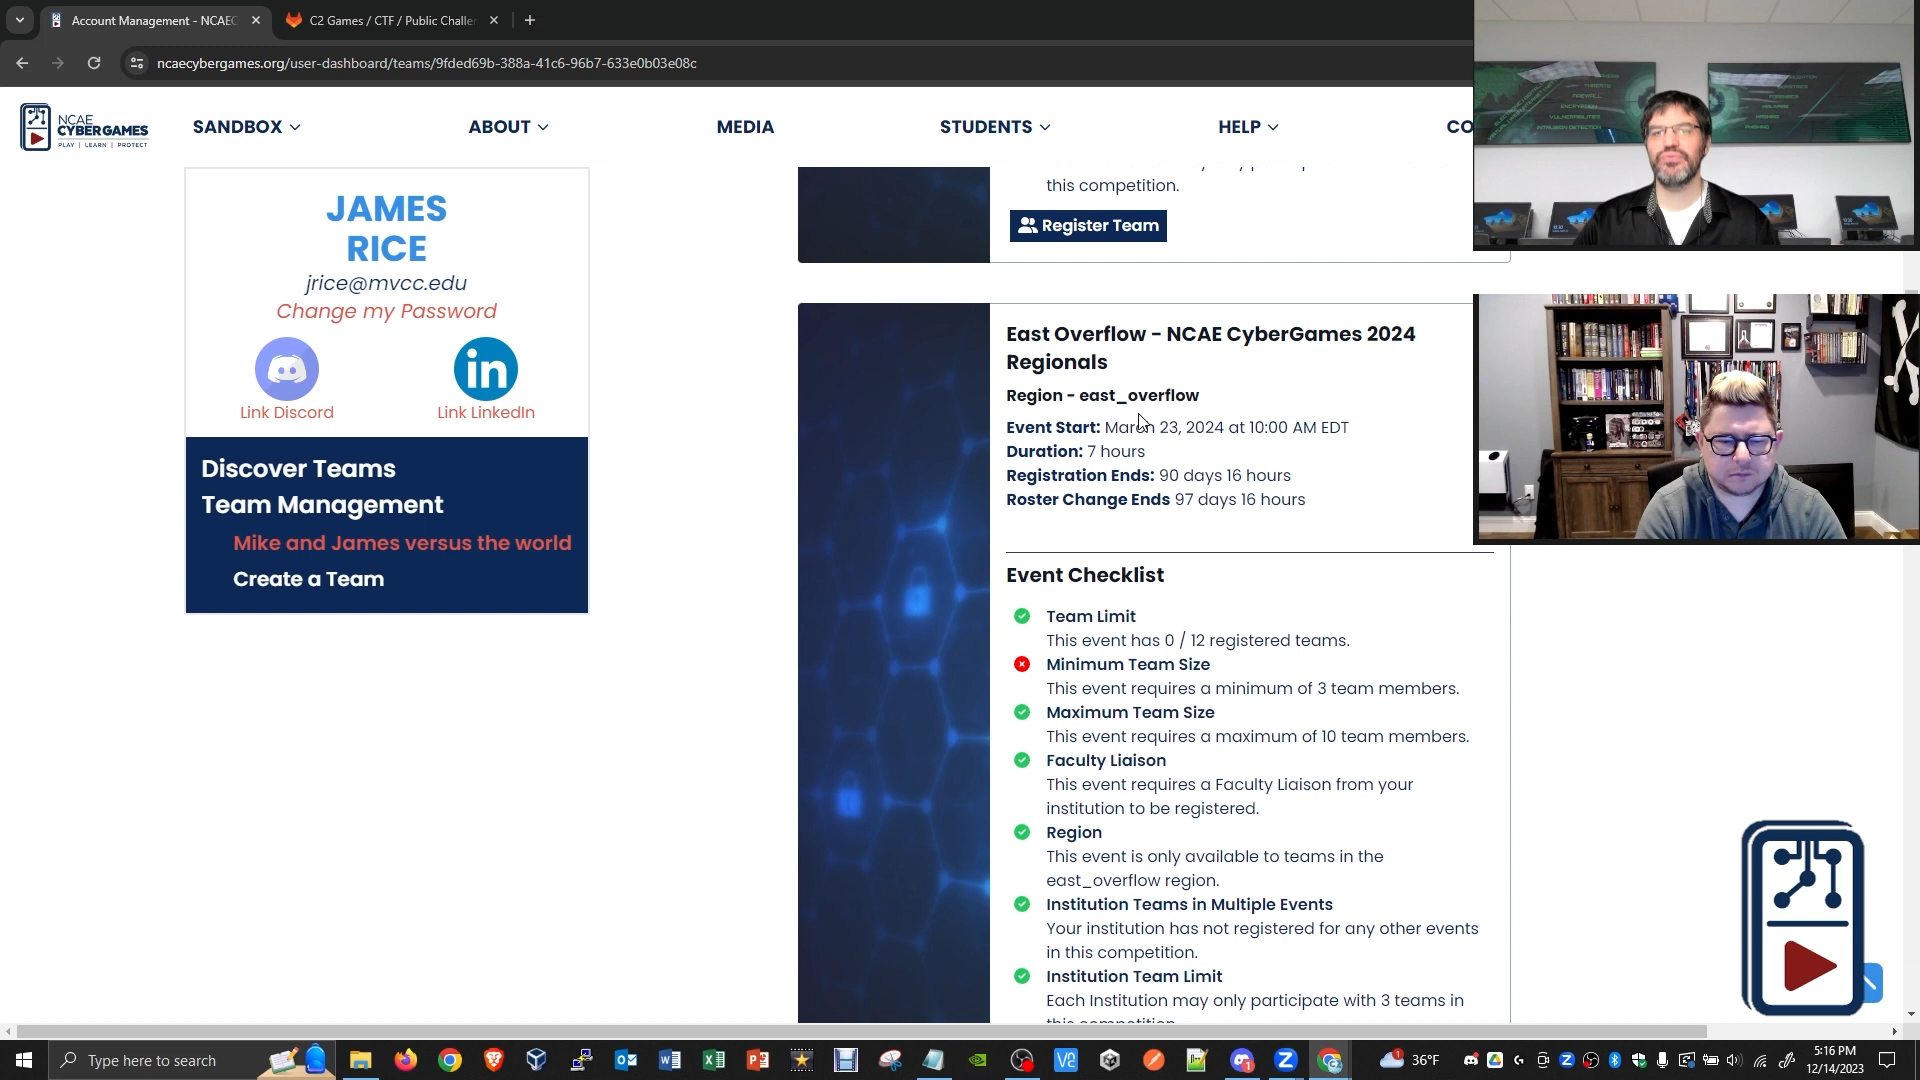 Account Management - NCAEC
C2 Games / CTF / Public Challe
ncaecybergames.org/user-dashboard/teams/9fded69b-388a-41c6-96b7-633e0b03e08c
NCAE
CYBERGAMES
PLAY | LEARN | PROTECT
SANDBOX
ABOUT
MEDIA
STUDENTS
HELP
CO
JAMES
RICE
jrice@mvcc.edu
Change my Password
Link Discord
Link LinkedIn
Discover Teams
Team Management
Mike and James versus the world
Create a Team
this competition.
Register Team
East Overflow - NCAE CyberGames 2024
Regionals
Region - east_overflow
Event Start: March 23, 2024 at 10:00 AM EDT
Duration: 7 hours
Registration Ends: 90 days 16 hours
Roster Change Ends 97 days 16 hours
Event Checklist
Team Limit
This event has 0 / 12 registered teams.
Minimum Team Size
This event requires a minimum of 3 team members.
Maximum Team Size
This event requires a maximum of 10 team members.
Faculty Liaison
This event requires a Faculty Liaison from your
institution to be registered.
Region
This event is only available to teams in the
east_overflow region.
Institution Teams in Multiple Events
Your institution has not registered for any other events
in this competition.
Institution Team Limit
Each Institution may only participate with 3 teams in
this competition.
FIREWALL
ENCRYPTION
VULNERABILITIES
INTRUSION DETECTION
Type here to search
36°F
5:16 PM
12/14/2023